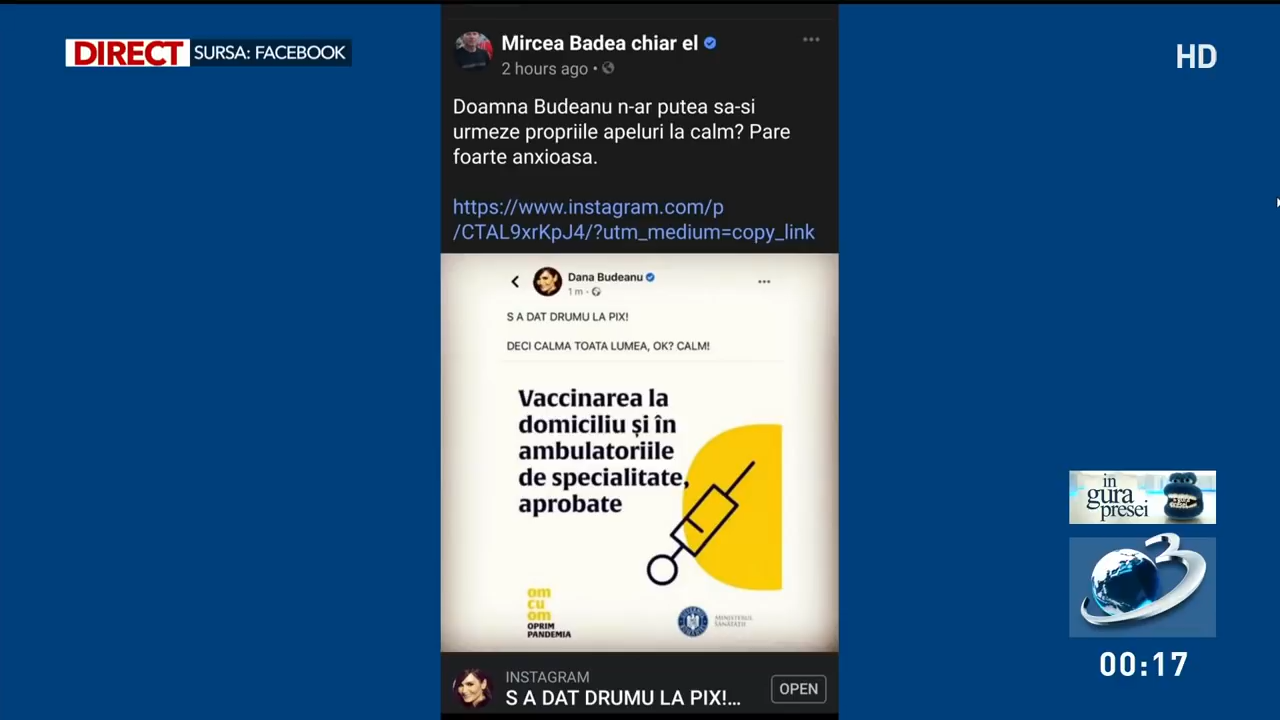 DIRECT SURSA: FACEBOOK
HD
Mircea Badea chiar el
2 hours ago •
Doamna Budeanu n-ar putea sa-si
urmeze propriile apeluri la calm? Pare
foarte anxioasa.
https://www.instagram.com/p
/CTAL9xrKpJ4/?utm_medium=copy_link
Dana Budeanu
1 m •
S A DAT DRUMU LA PIX!
DECI CALMA TOATA LUMEA, OK? CALM!
Vaccinarea la
domiciliu și în
ambulatoriile
de specialitate,
aprobate
om
cu
om
OPRIM
PANDEMIA
MINISTERUL
SĂNĂTĂȚII
INSTAGRAM
S A DAT DRUMU LA PIX!...
OPEN
in
gura
presei
3
00:17